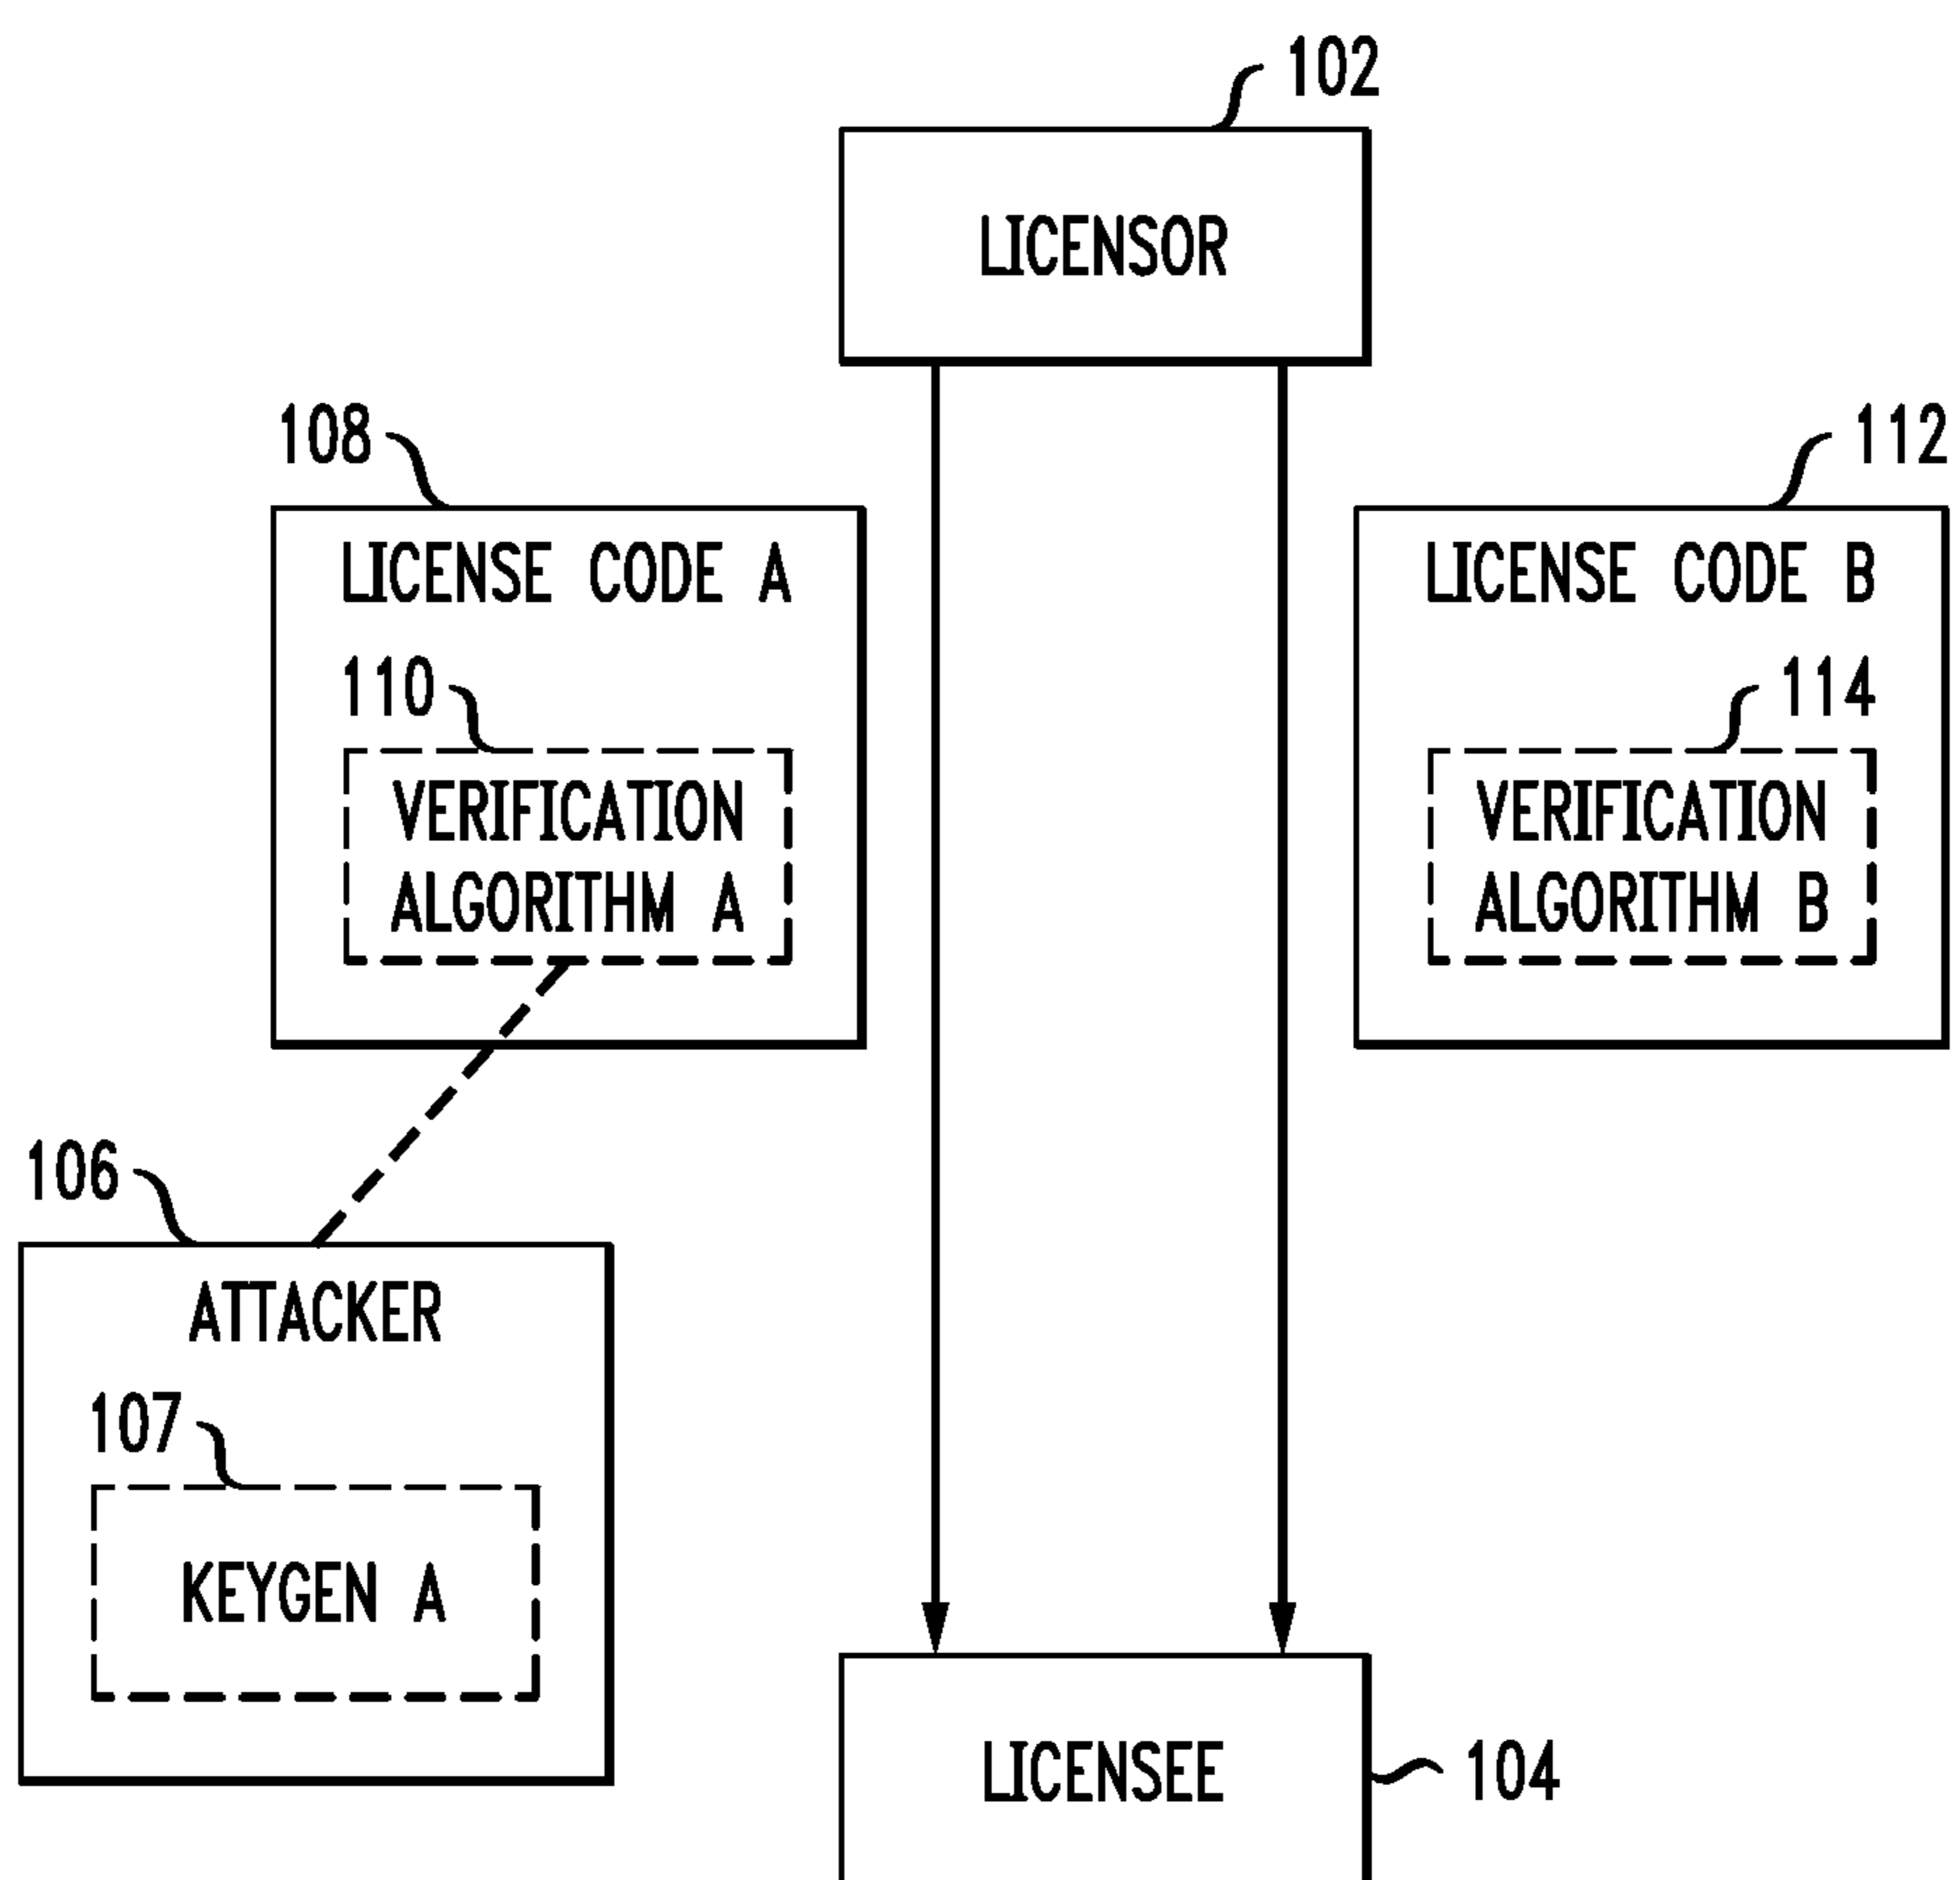 102
LICENSOR
108
112
LICENSE CODE A
LICENSE CODE B
110
114
VERIFICATION
ALGORITHM A
VERIFICATION
ALGORITHM B
106
ATTACKER
107
KEYGEN A
LICENSEE
104